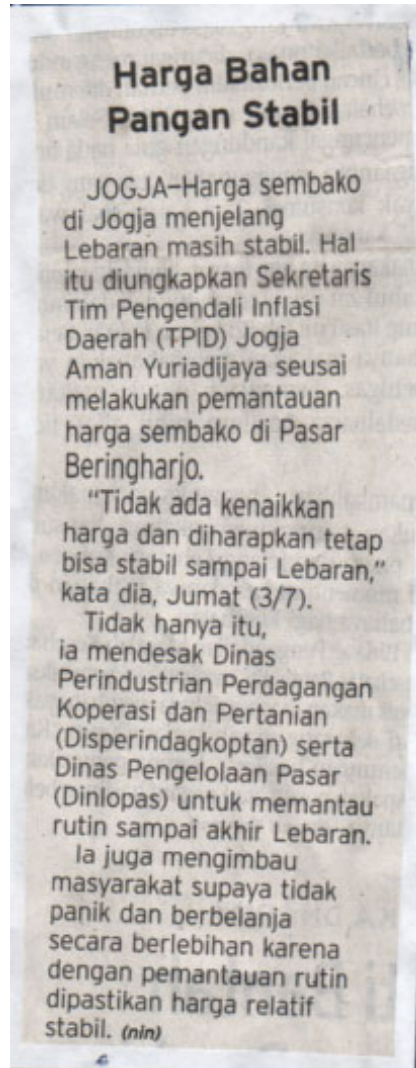 Harga Bahan
Pangan Stabil
JOGJA–Harga sembako
di Jogja menjelang
Lebaran masih stabil. Hal
itu diungkapkan Sekretaris
Tim Pengendali Inflasi
Daerah (TPID) Jogja
Aman Yuriadijaya seusai
melakukan pemantauan
harga sembako di Pasar
Beringharjo.
“Tidak ada kenaikkan
harga dan diharapkan tetap
bisa stabil sampai Lebaran,”
kata dia, Jumat (3/7).
Tidak hanya itu,
ia mendesak Dinas
Perindustrian Perdagangan
Koperasi dan Pertanian
(Disperindagkoptan) serta
Dinas Pengelolaan Pasar
(Dinlopas) untuk memantau
rutin sampai akhir Lebaran.
Ia juga mengimbau
masyarakat supaya tidak
panik dan berbelanja
secara berlebihan karena
dengan pemantauan rutin
dipastikan harga relatif
stabil. (nin)